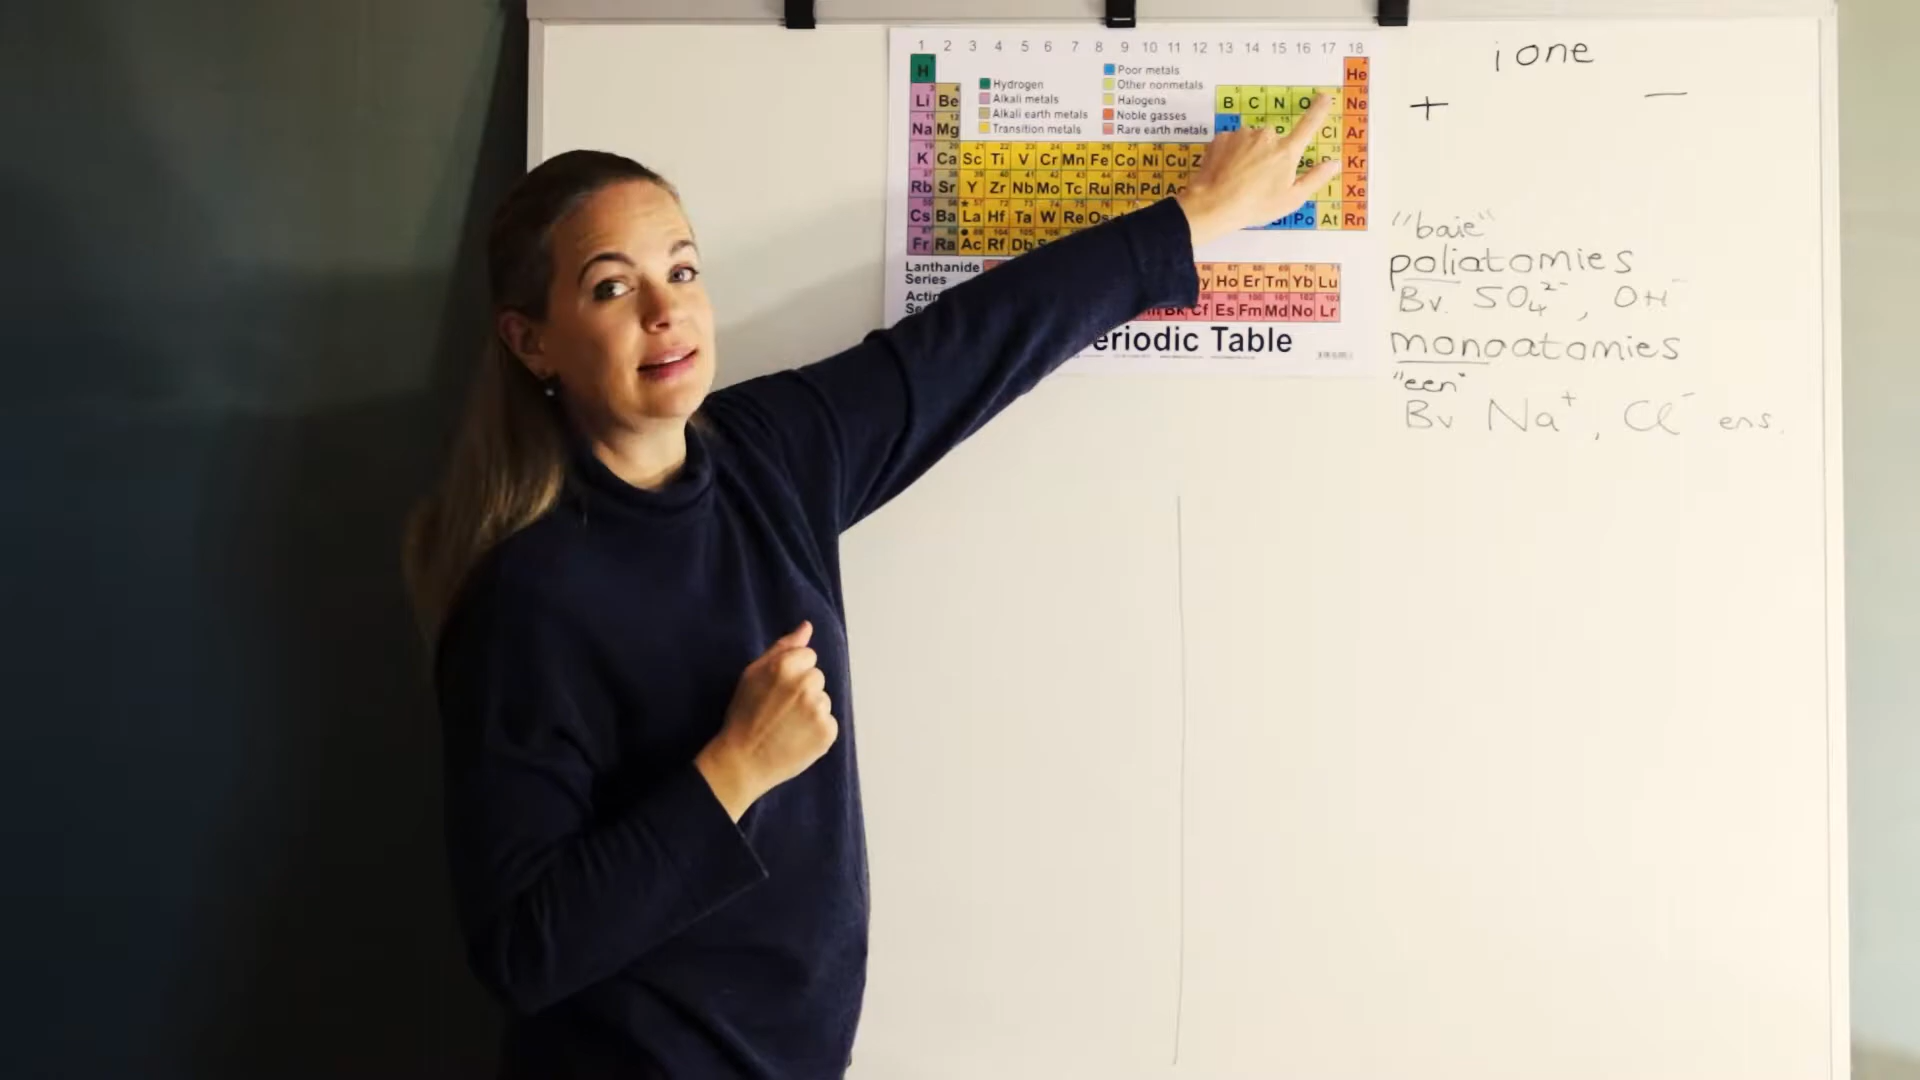 1 2 3 4 5 6 7 8 9 10 11 12 13 14 15 16 17 18
H He
Hydrogen
Alkali metals
Alkali earth metals
Transition metals
Poor metals
Other nonmetals
Halogens
Noble gasses
Rare earth metals
Li Be B C N O Ne
Na Mg Cl Ar
K Ca Sc Ti V Cr Mn Fe Co Ni Cu Kr
Rb Sr Y Zr Nb Mo Tc Ru Rh Pd I Xe
Cs Ba La Hf Ta W Re Os Po At Rn
Fr Ra Ac Rf Db
Lanthanide
Series
Ho Er Tm Yb Lu
Bk Cf Es Fm Md No Lr
eriodic Table
ione
+ −
"baie"
poliatomies
Bv. SO₄²⁻, OH⁻
monoatomies
"een"
Bv Na⁺, Cl⁻ ens.